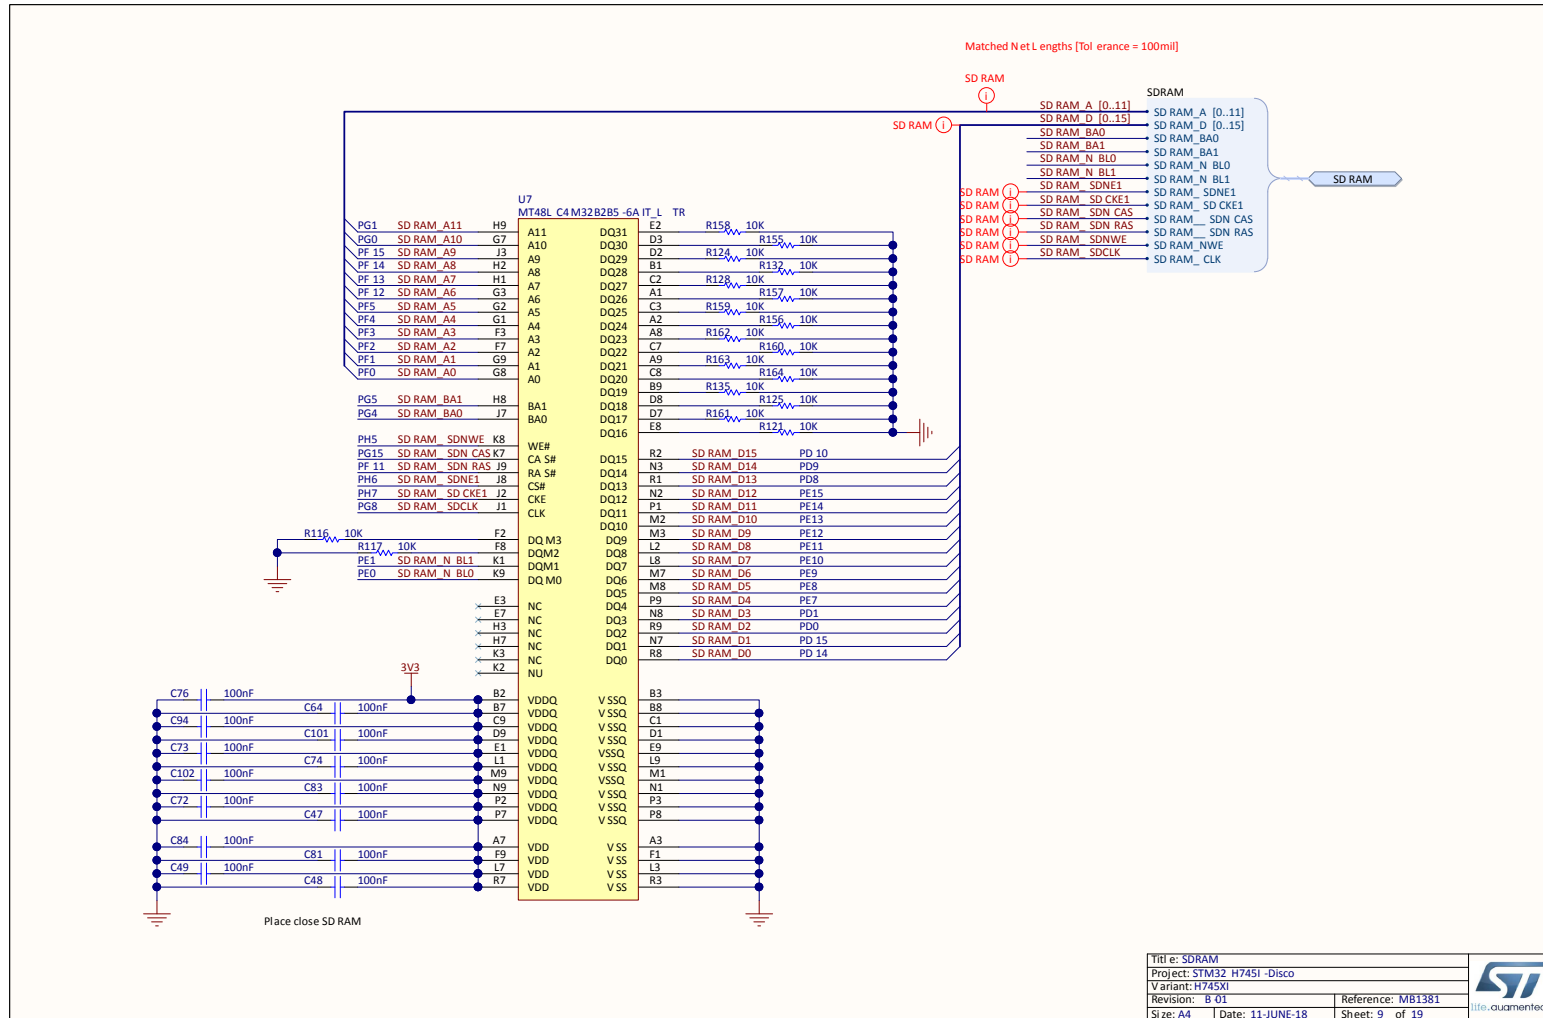 Matched Net Lengths [Tolerance = 100mil]
SDRAM
SDRAM
SDRAM
SDRAM_A [0..11] SDRAM_A [0..11]
SDRAM SDRAM_D [0..15] SDRAM_D [0..15]
SDRAM_BA0 SDRAM_BA0
SDRAM_BA1 SDRAM_BA1
SDRAM_NBL0 SDRAM_NBL0
SDRAM_NBL1 SDRAM_NBL1
SDRAM
SDRAM SDRAM_SDNE1 SDRAM_SDNE1
SDRAM SDRAM_SDCKE1 SDRAM_SDCKE1
SDRAM SDRAM_SDNCAS SDRAM__SDNCAS
SDRAM SDRAM_SDNRAS SDRAM__SDNRAS
SDRAM SDRAM_SDNWE SDRAM_NWE
SDRAM SDRAM_SDCLK SDRAM_CLK
U7
MT48LC4M32B2B5-6AIT_L TR
PG1 SDRAM_A11 H9 A11 DQ31 E2 R158 10K
PG0 SDRAM_A10 G7 A10 DQ30 D3 R155 10K
PF15 SDRAM_A9 J3 A9 DQ29 D2 R124 10K
PF14 SDRAM_A8 H2 A8 DQ28 B1 R132 10K
PF13 SDRAM_A7 H1 A7 DQ27 C2 R128 10K
PF12 SDRAM_A6 G3 A6 DQ26 A1 R157 10K
PF5 SDRAM_A5 G2 A5 DQ25 C3 R159 10K
PF4 SDRAM_A4 G1 A4 DQ24 A2 R156 10K
PF3 SDRAM_A3 F3 A3 DQ23 A8 R162 10K
PF2 SDRAM_A2 F7 A2 DQ22 C7 R160 10K
PF1 SDRAM_A1 G9 A1 DQ21 A9 R163 10K
PF0 SDRAM_A0 G8 A0 DQ20 C8 R164 10K
DQ19 B9 R135 10K
PG5 SDRAM_BA1 H8 BA1 DQ18 D8 R125 10K
PG4 SDRAM_BA0 J7 BA0 DQ17 D7 R161 10K
DQ16 E8 R121 10K
PH5 SDRAM_SDNWE K8 WE#
PG15 SDRAM_SDNCAS K7 CAS# DQ15 R2 SDRAM_D15 PD10
PF11 SDRAM_SDNRAS J9 RAS# DQ14 N3 SDRAM_D14 PD9
PH6 SDRAM_SDNE1 J8 CS# DQ13 R1 SDRAM_D13 PD8
PH7 SDRAM_SDCKE1 J2 CKE DQ12 N2 SDRAM_D12 PE15
PG8 SDRAM_SDCLK J1 CLK DQ11 P1 SDRAM_D11 PE14
DQ10 M2 SDRAM_D10 PE13
R116 10K F2 DQM3 DQ9 M3 SDRAM_D9 PE12
R117 10K F8 DQM2 DQ8 L2 SDRAM_D8 PE11
PE1 SDRAM_NBL1 K1 DQM1 DQ7 L8 SDRAM_D7 PE10
PE0 SDRAM_NBL0 K9 DQM0 DQ6 M7 SDRAM_D6 PE9
DQ5 M8 SDRAM_D5 PE8
E3 NC DQ4 P9 SDRAM_D4 PE7
E7 NC DQ3 N8 SDRAM_D3 PD1
H3 NC DQ2 R9 SDRAM_D2 PD0
H7 NC DQ1 N7 SDRAM_D1 PD15
K3 NC DQ0 R8 SDRAM_D0 PD14
K2 NU
3V3
C76 100nF B2 VDDQ VSSQ B3
C64 100nF B7 VDDQ VSSQ B8
C94 100nF C9 VDDQ VSSQ C1
C101 100nF D9 VDDQ VSSQ D1
C73 100nF E1 VDDQ VSSQ E9
C74 100nF L1 VDDQ VSSQ L9
C102 100nF M9 VDDQ VSSQ M1
C83 100nF N9 VDDQ VSSQ N1
C72 100nF P2 VDDQ VSSQ P3
C47 100nF P7 VDDQ VSSQ P8
C84 100nF A7 VDD VSS A3
C81 100nF F9 VDD VSS F1
C49 100nF L7 VDD VSS L3
C48 100nF R7 VDD VSS R3
Place close SDRAM
Title: SDRAM
Project: STM32H745I-Disco
Variant: H745XI
Revision: B-01 Reference: MB1381
Size: A4 Date: 11-JUNE-18 Sheet: 9 of 19
ST
life.augmented